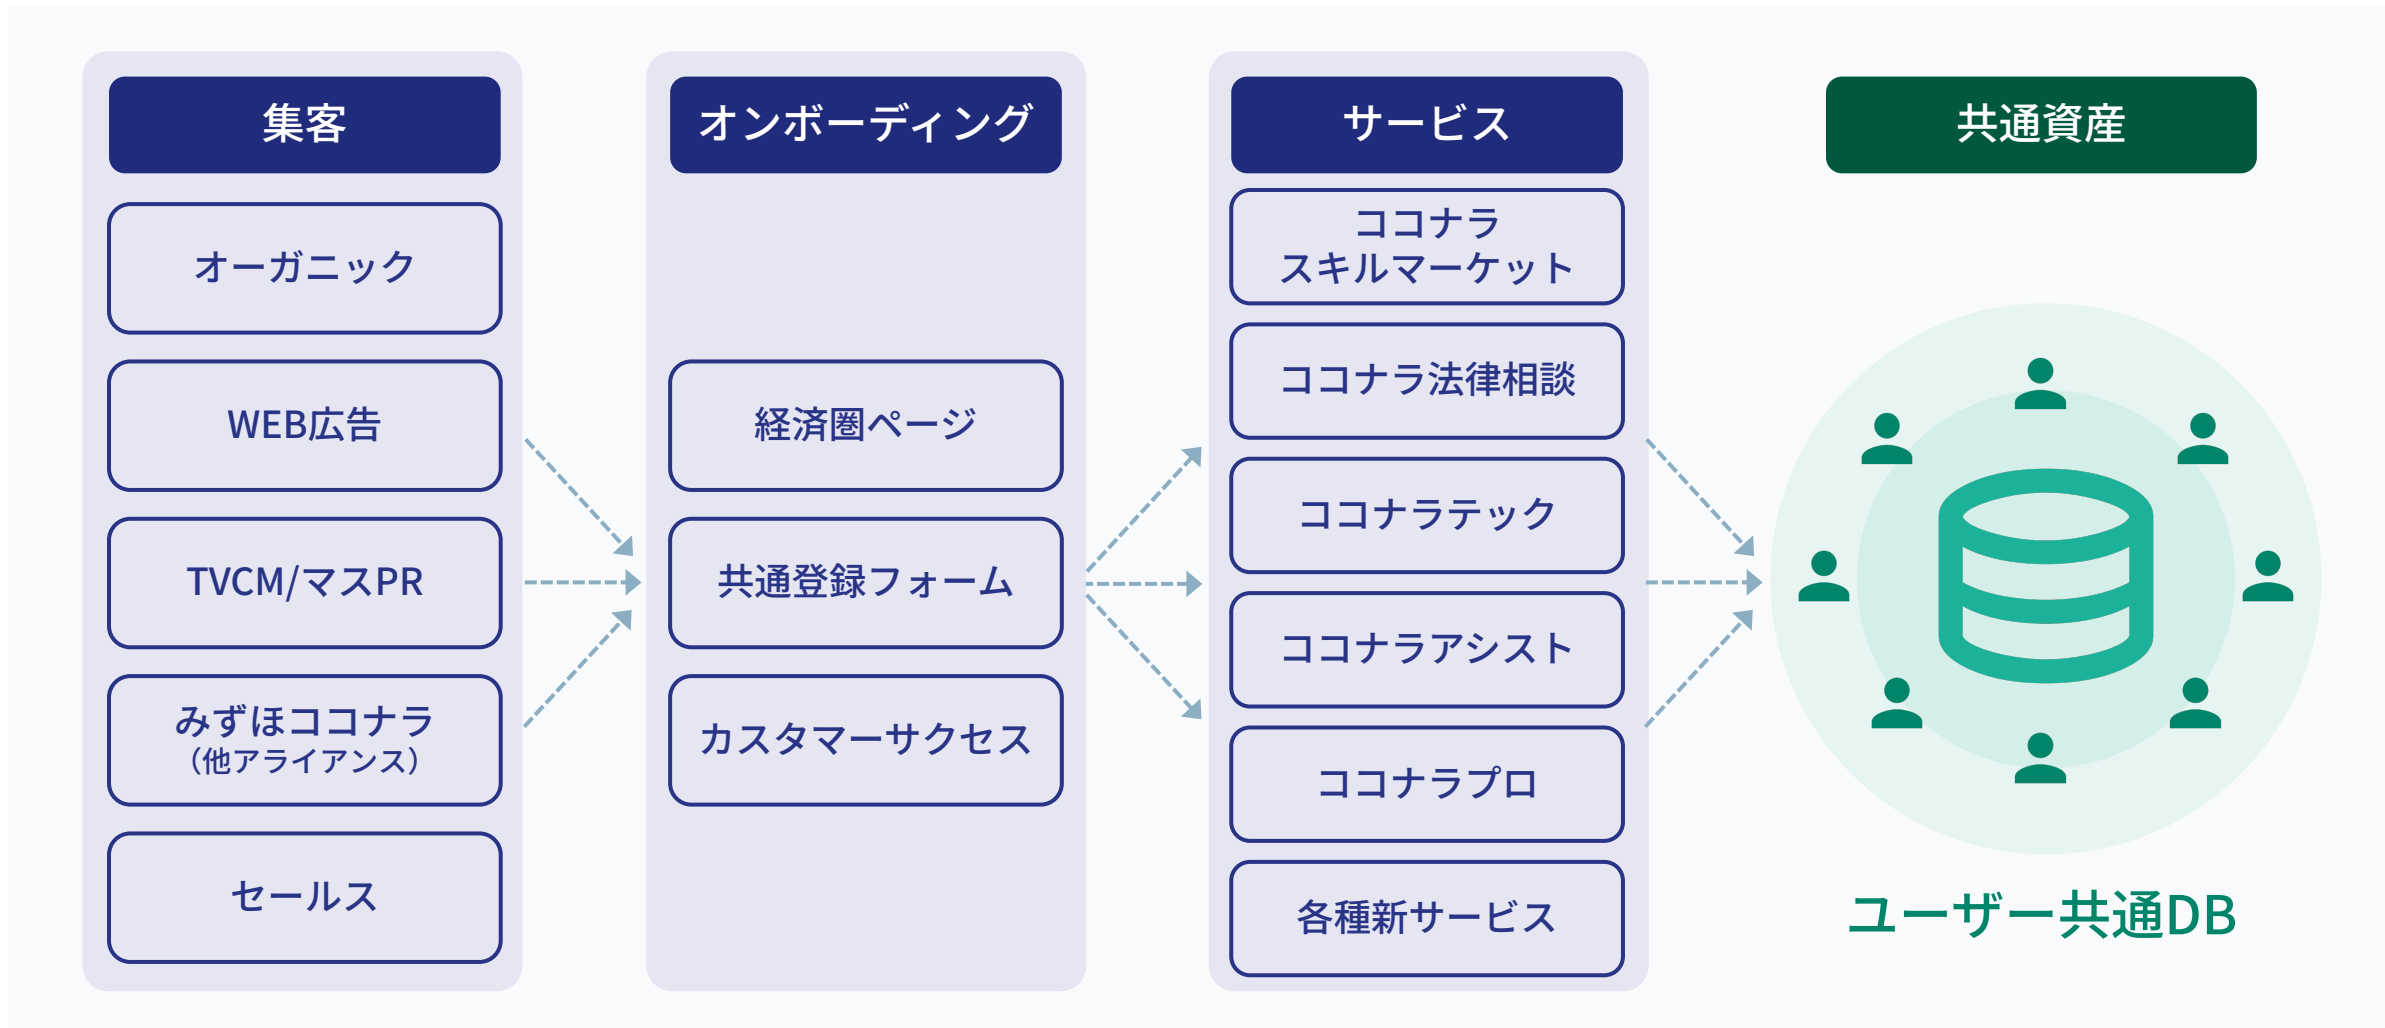 集客
オーガニック
WEB広告
TVCM/マスPR
みずほココナラ
（他アライアンス）
セールス
オンボーディング
経済圏ページ
共通登録フォーム
カスタマーサクセス
サービス
ココナラ
スキルマーケット
ココナラ法律相談
ココナラテック
ココナラアシスト
ココナラプロ
各種新サービス
共通資産
ユーザー共通DB